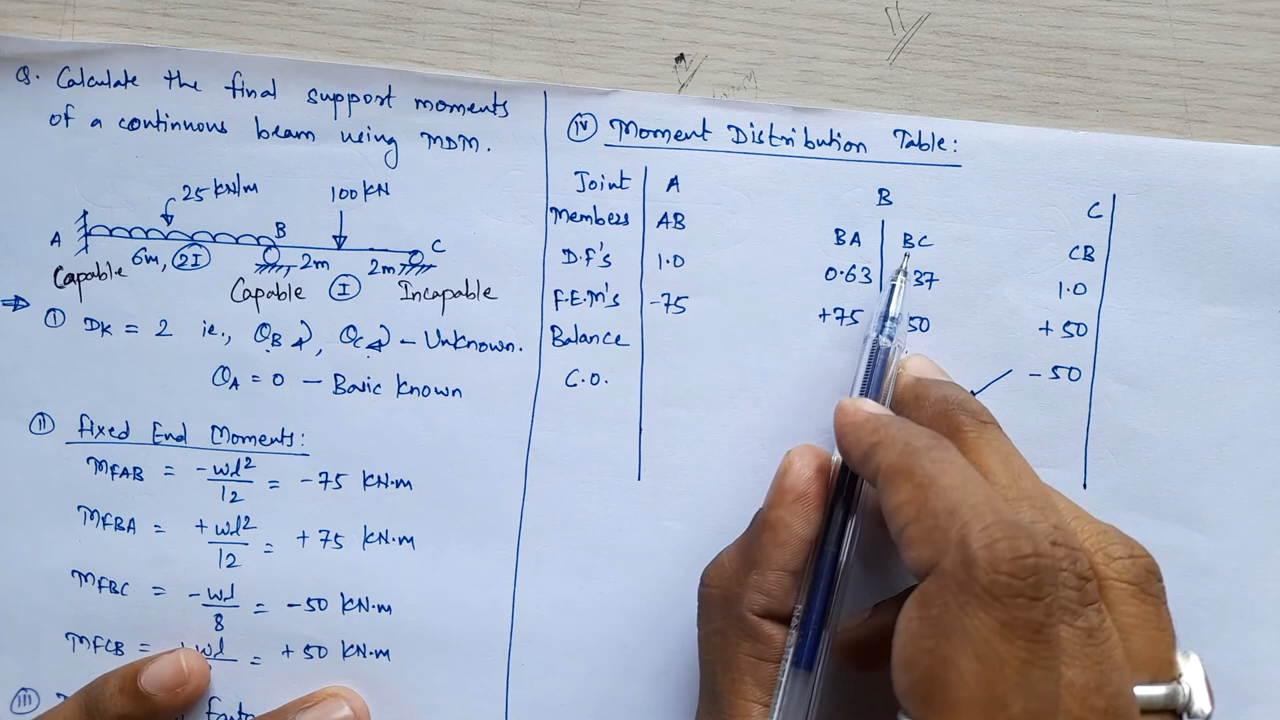 Q. Calculate the final support moments
of a continuous beam using MDM.
25 kN/m
100 kN
A
B
C
6m, 2I
2m
2m
Capable
Capable
I
Incapable
⇒ I DK = 2 ie., θB, θC – Unknown.
θA = 0 – Basic known
II Fixed End Moments:
MFAB = -wl²/12 = -75 kN.m
MFBA = +wl²/12 = +75 kN.m
MFBC = -wl/8 = -50 kN.m
MFCB = wl = +50 kN.m
III
IV Moment Distribution Table:
Joint A B C
Members AB BA BC CB
D.F's 1.0 0.63 37 1.0
F.E.M's -75 +75 50 +50
Balance -50
C.O.